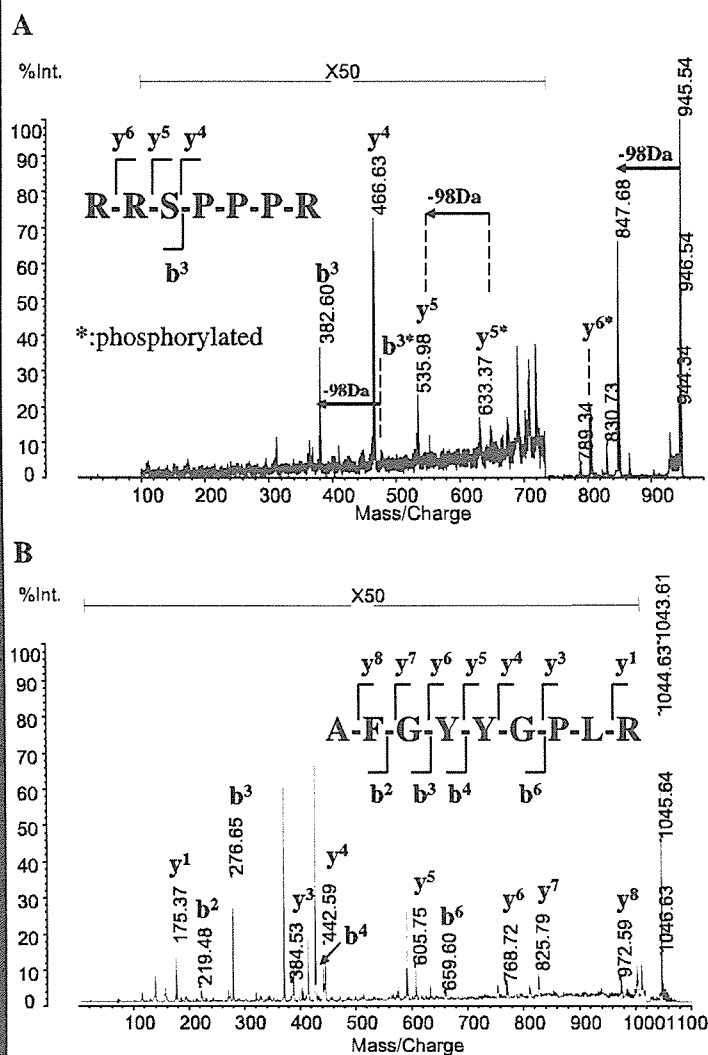 A
%Int.
X50
945.54
100
90
80
70
60
50
40
30
20
10
0
y6 y5 y4
R-R-S-P-P-P-R
b3
*:phosphorylated
b3
382.60
-98Da
y4
466.63
b3*
-98Da
y5
535.98
y5*
633.37
y6*
789.34
830.73
847.68
-98Da
946.54
944.34
100 200 300 400 500 600 700 800 900
Mass/Charge
B
%Int.
X50
1044.63 1043.61
100
90
80
70
60
50
40
30
20
10
0
y8 y7 y6 y5 y4 y3 y1
A-F-G-Y-Y-G-P-L-R
b2 b3 b4 b6
y1
175.37
b2
219.48
b3
276.65
y3
384.53
y4
442.59
b4
y5
605.75
b6
659.60
y6
768.72
y7
825.79
y8
972.59
1045.64
1046.63
100 200 300 400 500 600 700 800 900 1000 1100
Mass/Charge